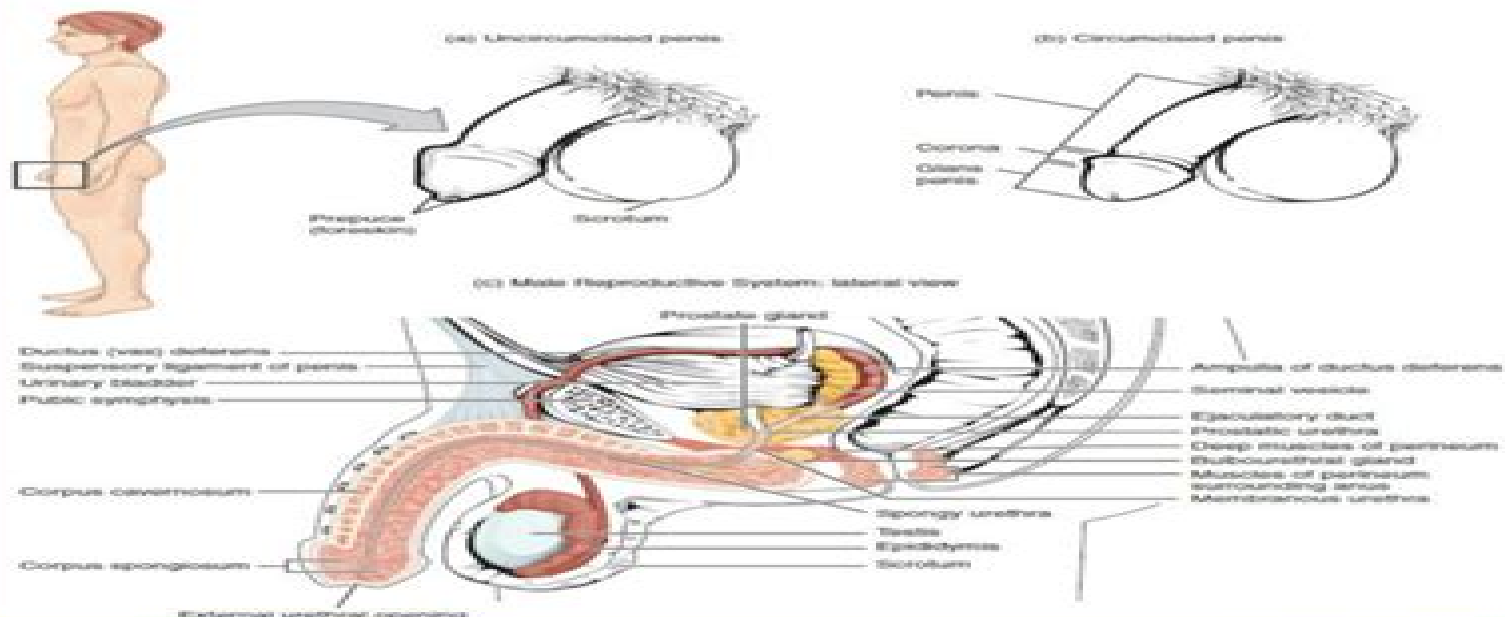 (a) Uncircumcised penis
(b) Circumcised penis
Penis
Corona
Glans
penis
Prepuce
(foreskin)
Scrotum
(c) Male Reproductive System: lateral view
Prostate gland
Ductus (vas) deferens
Suspensory ligament of penis
Urinary bladder
Pubic symphysis
Corpus cavernosum
Corpus spongiosum
External urethral opening
Ampulla of ductus deferens
Seminal vesicle
Ejaculatory duct
Prostatic urethra
Deep muscles of perineum
Bulbourethral gland
Muscles of perineum
surrounding anus
Membranous urethra
Spongy urethra
Testis
Epididymis
Scrotum